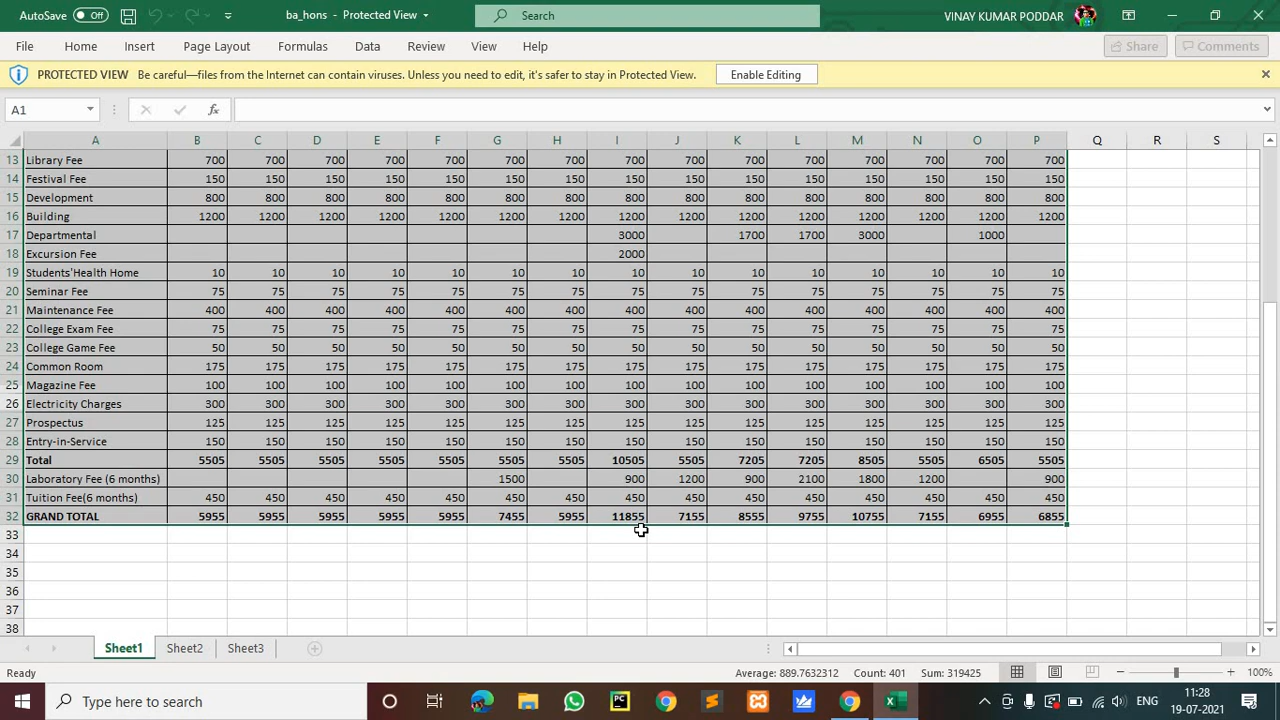 AutoSave Off ba_hons - Protected View Search VINAY KUMAR PODDAR
File Home Insert Page Layout Formulas Data Review View Help Share Comments
PROTECTED VIEW Be careful—files from the Internet can contain viruses. Unless you need to edit, it's safer to stay in Protected View. Enable Editing
A1 fx
A B C D E F G H I J K L M N O P Q R S
13 Library Fee 700 700 700 700 700 700 700 700 700 700 700 700 700 700 700
14 Festival Fee 150 150 150 150 150 150 150 150 150 150 150 150 150 150 150
15 Development 800 800 800 800 800 800 800 800 800 800 800 800 800 800 800
16 Building 1200 1200 1200 1200 1200 1200 1200 1200 1200 1200 1200 1200 1200 1200 1200
17 Departmental 3000 1700 1700 3000 1000
18 Excursion Fee 2000
19 Students'Health Home 10 10 10 10 10 10 10 10 10 10 10 10 10 10 10
20 Seminar Fee 75 75 75 75 75 75 75 75 75 75 75 75 75 75 75
21 Maintenance Fee 400 400 400 400 400 400 400 400 400 400 400 400 400 400 400
22 College Exam Fee 75 75 75 75 75 75 75 75 75 75 75 75 75 75 75
23 College Game Fee 50 50 50 50 50 50 50 50 50 50 50 50 50 50 50
24 Common Room 175 175 175 175 175 175 175 175 175 175 175 175 175 175 175
25 Magazine Fee 100 100 100 100 100 100 100 100 100 100 100 100 100 100 100
26 Electricity Charges 300 300 300 300 300 300 300 300 300 300 300 300 300 300 300
27 Prospectus 125 125 125 125 125 125 125 125 125 125 125 125 125 125 125
28 Entry-in-Service 150 150 150 150 150 150 150 150 150 150 150 150 150 150 150
29 Total 5505 5505 5505 5505 5505 5505 5505 10505 5505 7205 7205 8505 5505 6505 5505
30 Laboratory Fee (6 months) 1500 900 1200 900 2100 1800 1200 900
31 Tuition Fee(6 months) 450 450 450 450 450 450 450 450 450 450 450 450 450 450 450
32 GRAND TOTAL 5955 5955 5955 5955 5955 7455 5955 11855 7155 8555 9755 10755 7155 6955 6855
33
34
35
36
37
38
Sheet1 Sheet2 Sheet3
Ready Average: 889.7632312 Count: 401 Sum: 319425 100%
Type here to search PC ENG 11:28
19-07-2021